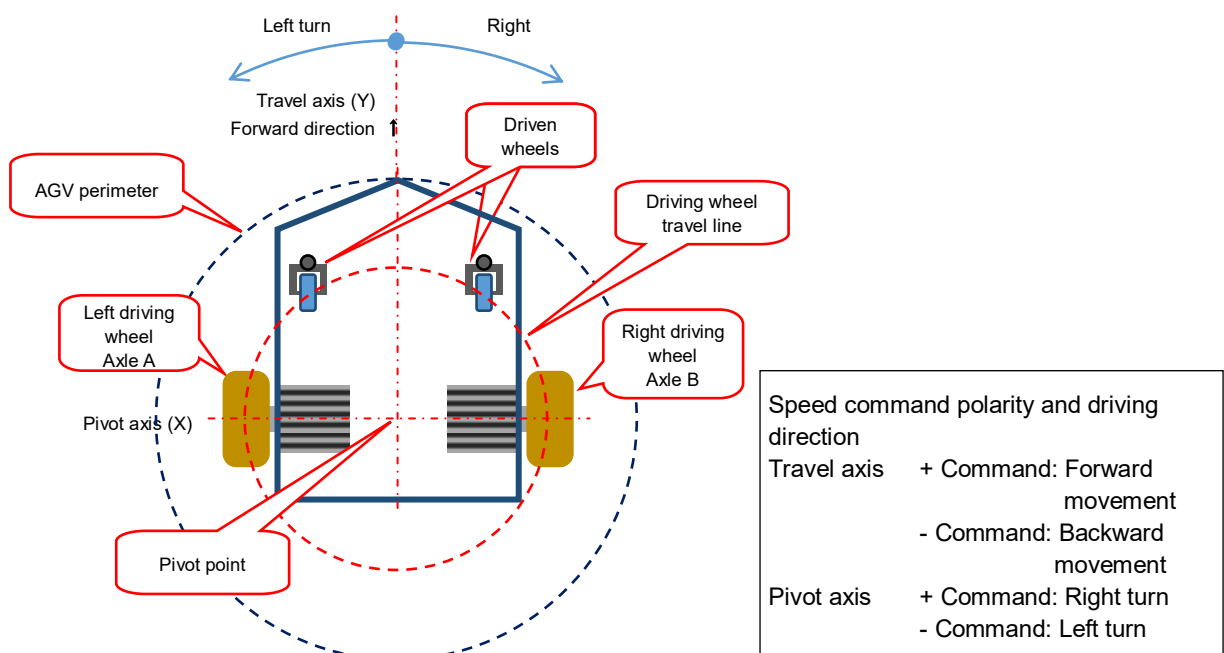 Left turn
Right
Travel axis (Y)
Forward direction
Driven
wheels
AGV perimeter
Driving wheel
travel line
Left driving
wheel
Axle A
Right driving
wheel
Axle B
Pivot axis (X)
Pivot point
Speed command polarity and driving
direction
Travel axis + Command: Forward
movement
- Command: Backward
movement
Pivot axis + Command: Right turn
- Command: Left turn